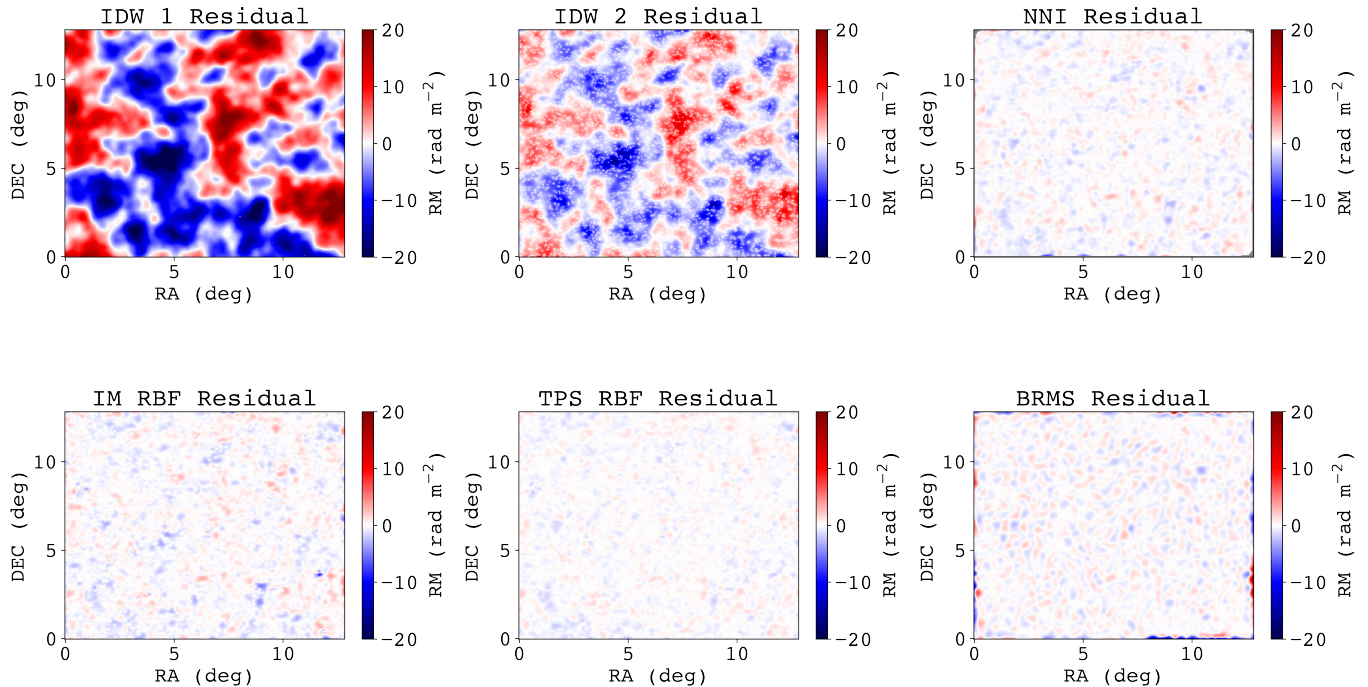 IDW 1 Residual
DEC (deg)
10
5
0
0
5
10
RA (deg)
20
10
0
−10
−20
RM (rad m−2)
IDW 2 Residual
DEC (deg)
10
5
0
0
5
10
RA (deg)
20
10
0
−10
−20
RM (rad m−2)
NNI Residual
DEC (deg)
10
5
0
0
5
10
RA (deg)
20
10
0
−10
−20
RM (rad m−2)
IM RBF Residual
DEC (deg)
10
5
0
0
5
10
RA (deg)
20
10
0
−10
−20
RM (rad m−2)
TPS RBF Residual
DEC (deg)
10
5
0
0
5
10
RA (deg)
20
10
0
−10
−20
RM (rad m−2)
BRMS Residual
DEC (deg)
10
5
0
0
5
10
RA (deg)
20
10
0
−10
−20
RM (rad m−2)